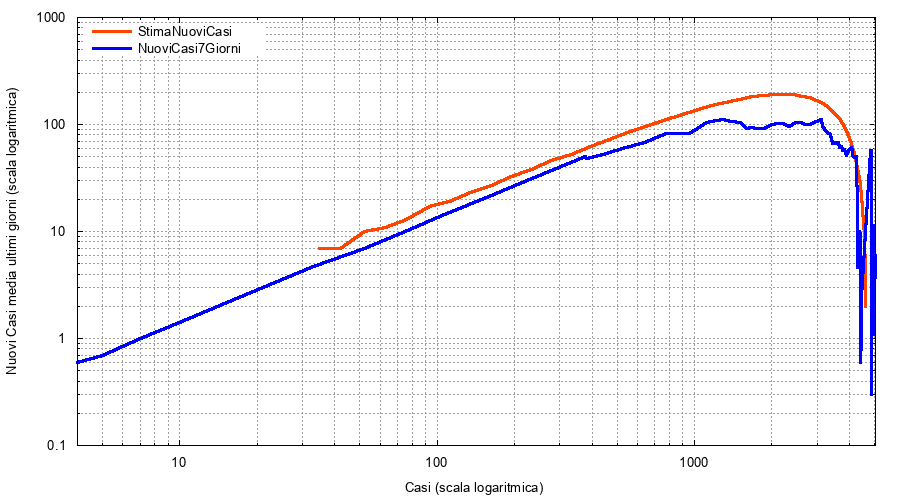 1000
StimaNuoviCasi
NuoviCasi7Giorni
100
10
1
0.1
Nuovi Casi media ultimi giorni (scala logaritmica)
10
100
1000
Casi (scala logaritmica)